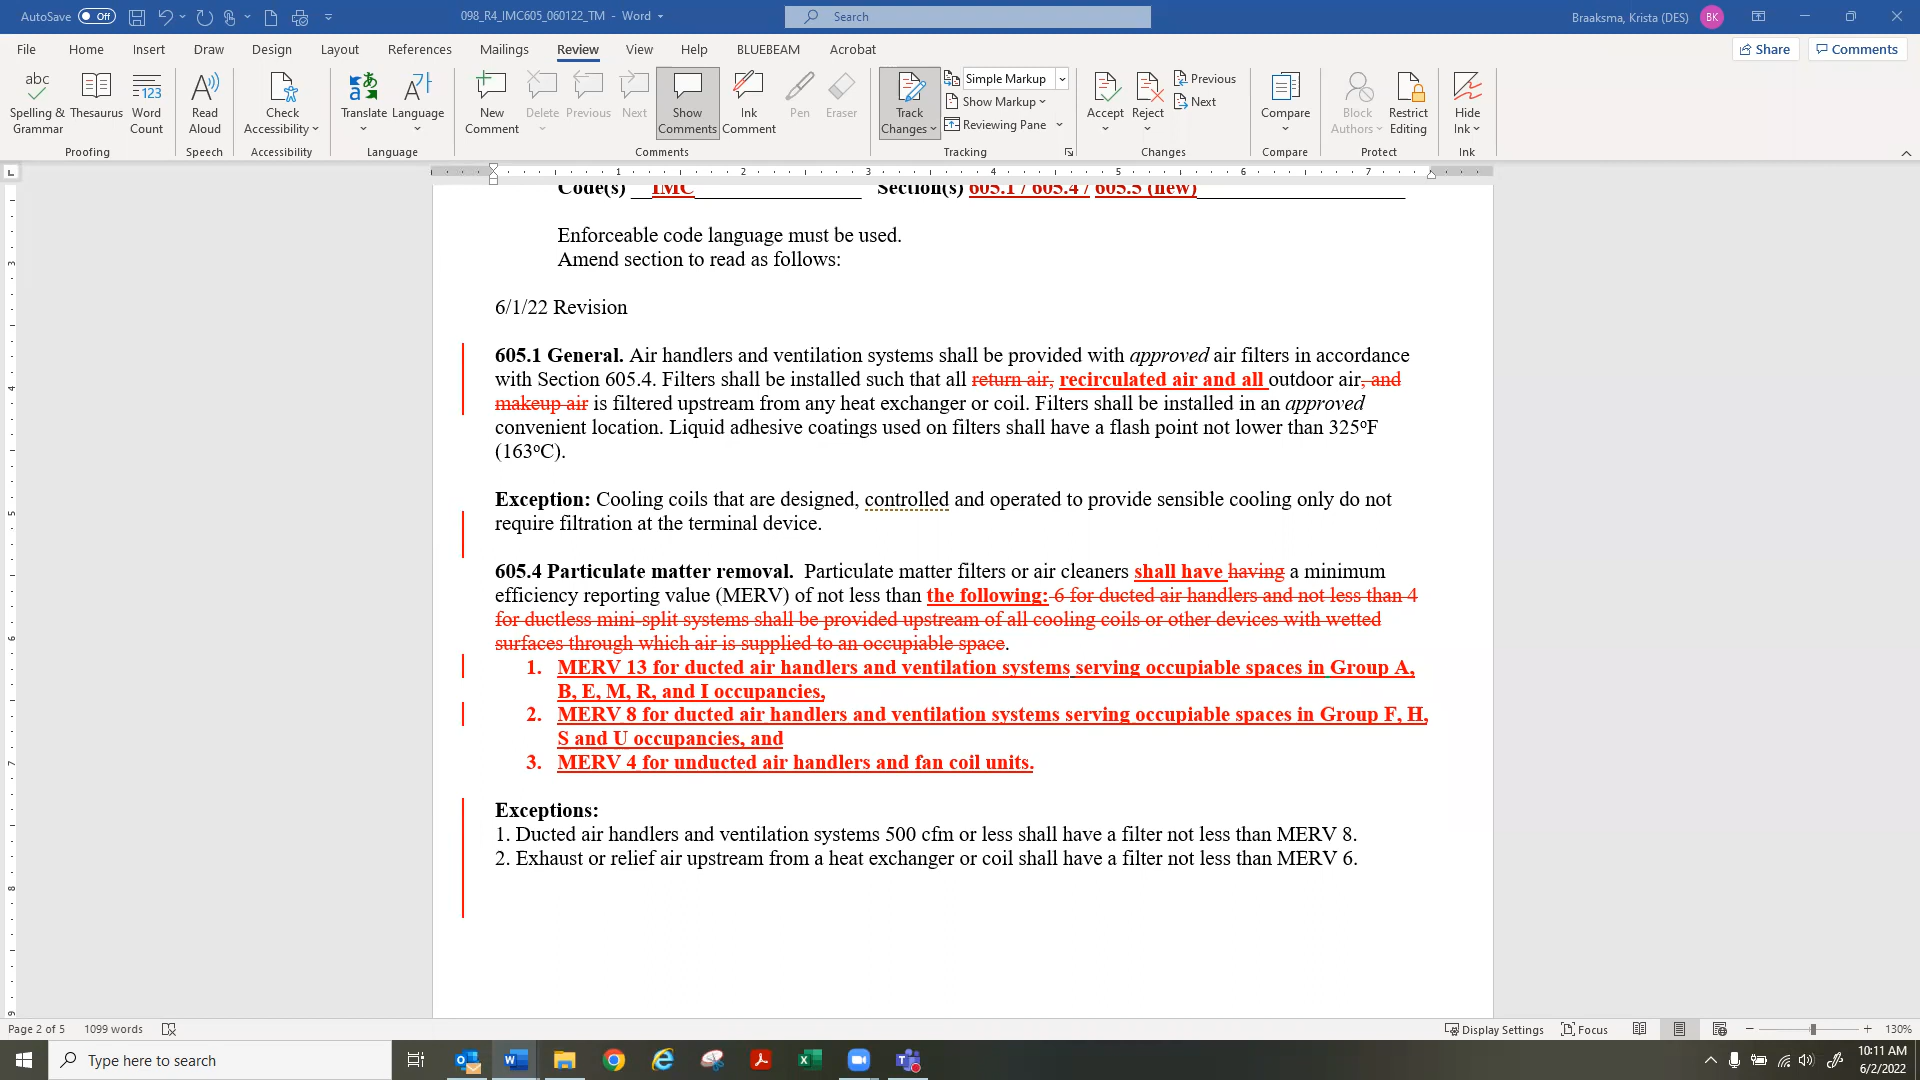 AutoSave Off 098_R4_IMC605_060122_TM - Word Search Braaksma, Krista (DES) BK
File Home Insert Draw Design Layout References Mailings Review View Help BLUEBEAM Acrobat Share Comments
Spelling & Grammar Thesaurus Word Count Read Aloud Check Accessibility Translate Language New Comment Delete Previous Next Show Comments Ink Comment Pen Eraser Track Changes Simple Markup Show Markup Reviewing Pane Accept Reject Previous Next Compare Block Authors Restrict Editing Hide Ink
Proofing Speech Accessibility Language Comments Tracking Changes Compare Protect Ink
1 2 3 4 5 6 7
Code(s) __IMC________________ Section(s) 605.1 / 605.4 / 605.5 (new)____________________
Enforceable code language must be used.
Amend section to read as follows:
6/1/22 Revision
605.1 General. Air handlers and ventilation systems shall be provided with approved air filters in accordance
with Section 605.4. Filters shall be installed such that all return air, recirculated air and all outdoor air, and
makeup air is filtered upstream from any heat exchanger or coil. Filters shall be installed in an approved
convenient location. Liquid adhesive coatings used on filters shall have a flash point not lower than 325ºF
(163ºC).
Exception: Cooling coils that are designed, controlled and operated to provide sensible cooling only do not
require filtration at the terminal device.
605.4 Particulate matter removal. Particulate matter filters or air cleaners shall have having a minimum
efficiency reporting value (MERV) of not less than the following: 6 for ducted air handlers and not less than 4
for ductless mini-split systems shall be provided upstream of all cooling coils or other devices with wetted
surfaces through which air is supplied to an occupiable space.
1. MERV 13 for ducted air handlers and ventilation systems serving occupiable spaces in Group A,
B, E, M, R, and I occupancies,
2. MERV 8 for ducted air handlers and ventilation systems serving occupiable spaces in Group F, H,
S and U occupancies, and
3. MERV 4 for unducted air handlers and fan coil units.
Exceptions:
1. Ducted air handlers and ventilation systems 500 cfm or less shall have a filter not less than MERV 8.
2. Exhaust or relief air upstream from a heat exchanger or coil shall have a filter not less than MERV 6.
3
4
5
6
7
8
9
Page 2 of 5 1099 words Display Settings Focus 130%
Type here to search
10:11 AM
6/2/2022